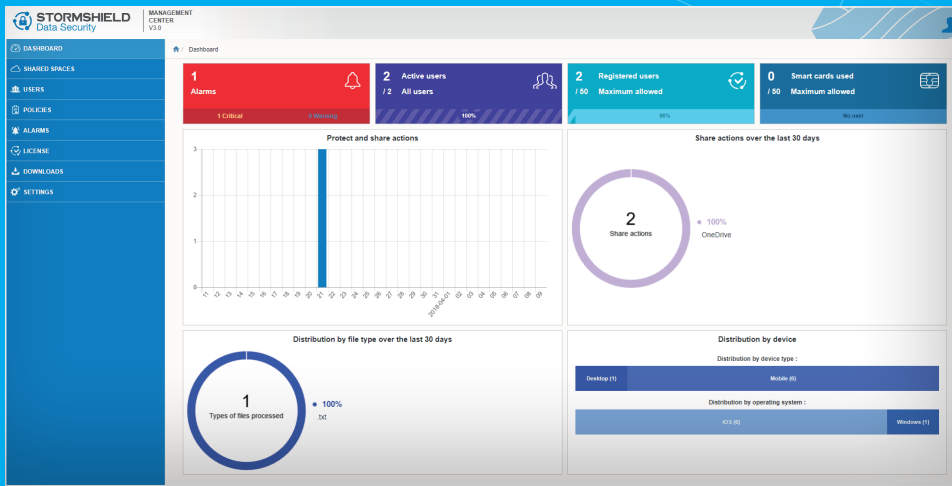 STORMSHIELD
Data Security
MANAGEMENT
CENTER
V3.0
DASHBOARD
SHARED SPACES
USERS
POLICIES
ALARMS
LICENSE
DOWNLOADS
SETTINGS
/ Dashboard
1
Alarms
1 Critical
0 Warning
2 Active users
/ 2 All users
100%
2 Registered users
/ 50 Maximum allowed
96%
0 Smart cards used
/ 50 Maximum allowed
No user
Protect and share actions
3
2
1
0
11 12 13 14 15 16 17 18 19 20 21 22 23 24 25 26 27 28 29 30 31 2018-04-01 02 03 04 05 06 07 08 09
Share actions over the last 30 days
2
Share actions
100%
OneDrive
Distribution by file type over the last 30 days
1
Types of files processed
100%
.txt
Distribution by device
Distribution by device type :
Desktop (1) Mobile (6)
Distribution by operating system :
iOS (6) Windows (1)